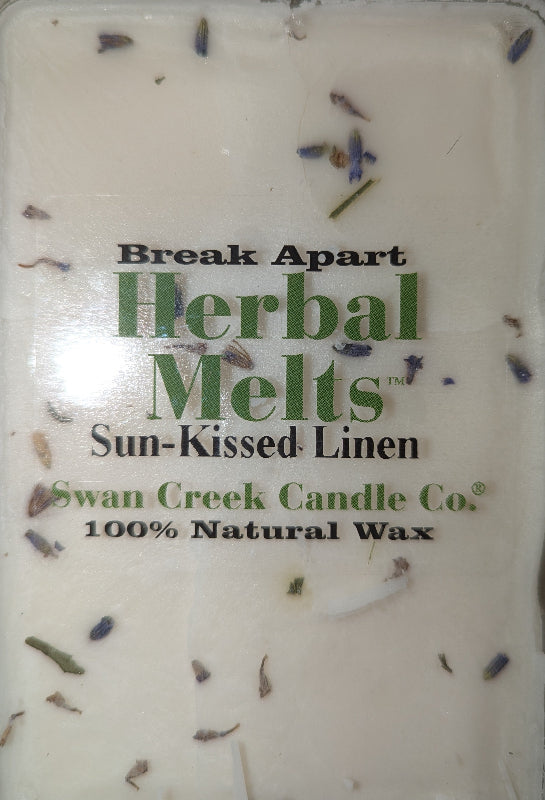 Break Apart
Herbal
Melts™
Sun-Kissed Linen
Swan Creek Candle Co.®
100% Natural Wax